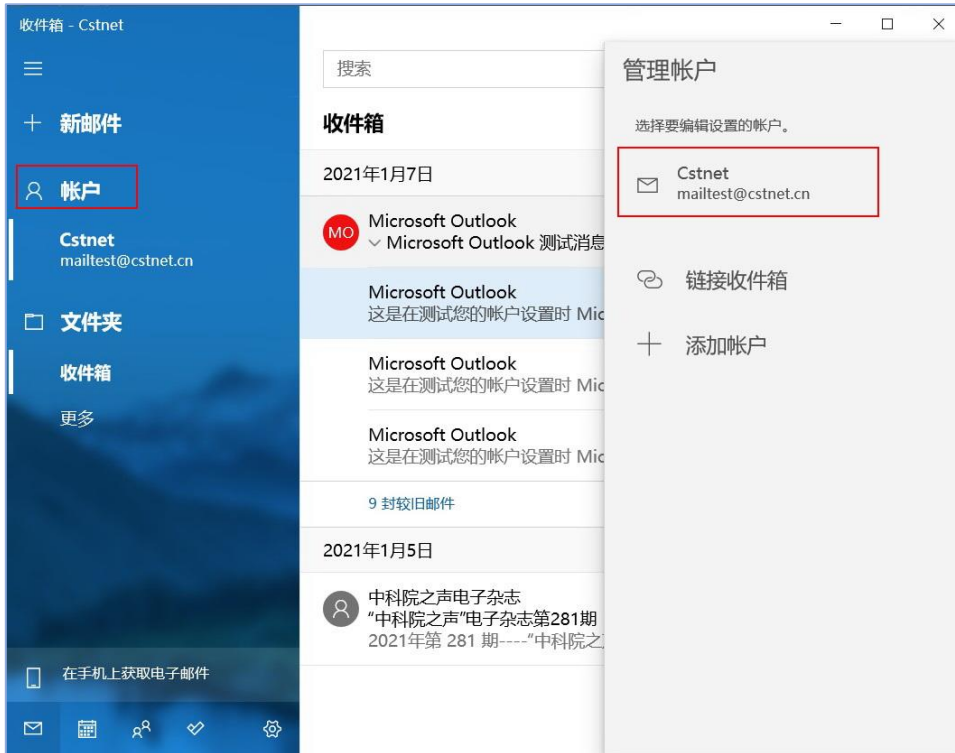 收件箱 - Cstnet
新邮件
帐户
Cstnet
mailtest@cstnet.cn
文件夹
收件箱
更多
在手机上获取电子邮件
搜索
收件箱
2021年1月7日
MO
Microsoft Outlook
Microsoft Outlook 测试消息
Microsoft Outlook
这是在测试您的帐户设置时 Mic
Microsoft Outlook
这是在测试您的帐户设置时 Mic
Microsoft Outlook
这是在测试您的帐户设置时 Mic
9 封较旧邮件
2021年1月5日
中科院之声电子杂志
“中科院之声”电子杂志第281期
2021年第 281 期----“中科院之
管理帐户
选择要编辑设置的帐户。
Cstnet
mailtest@cstnet.cn
链接收件箱
添加帐户